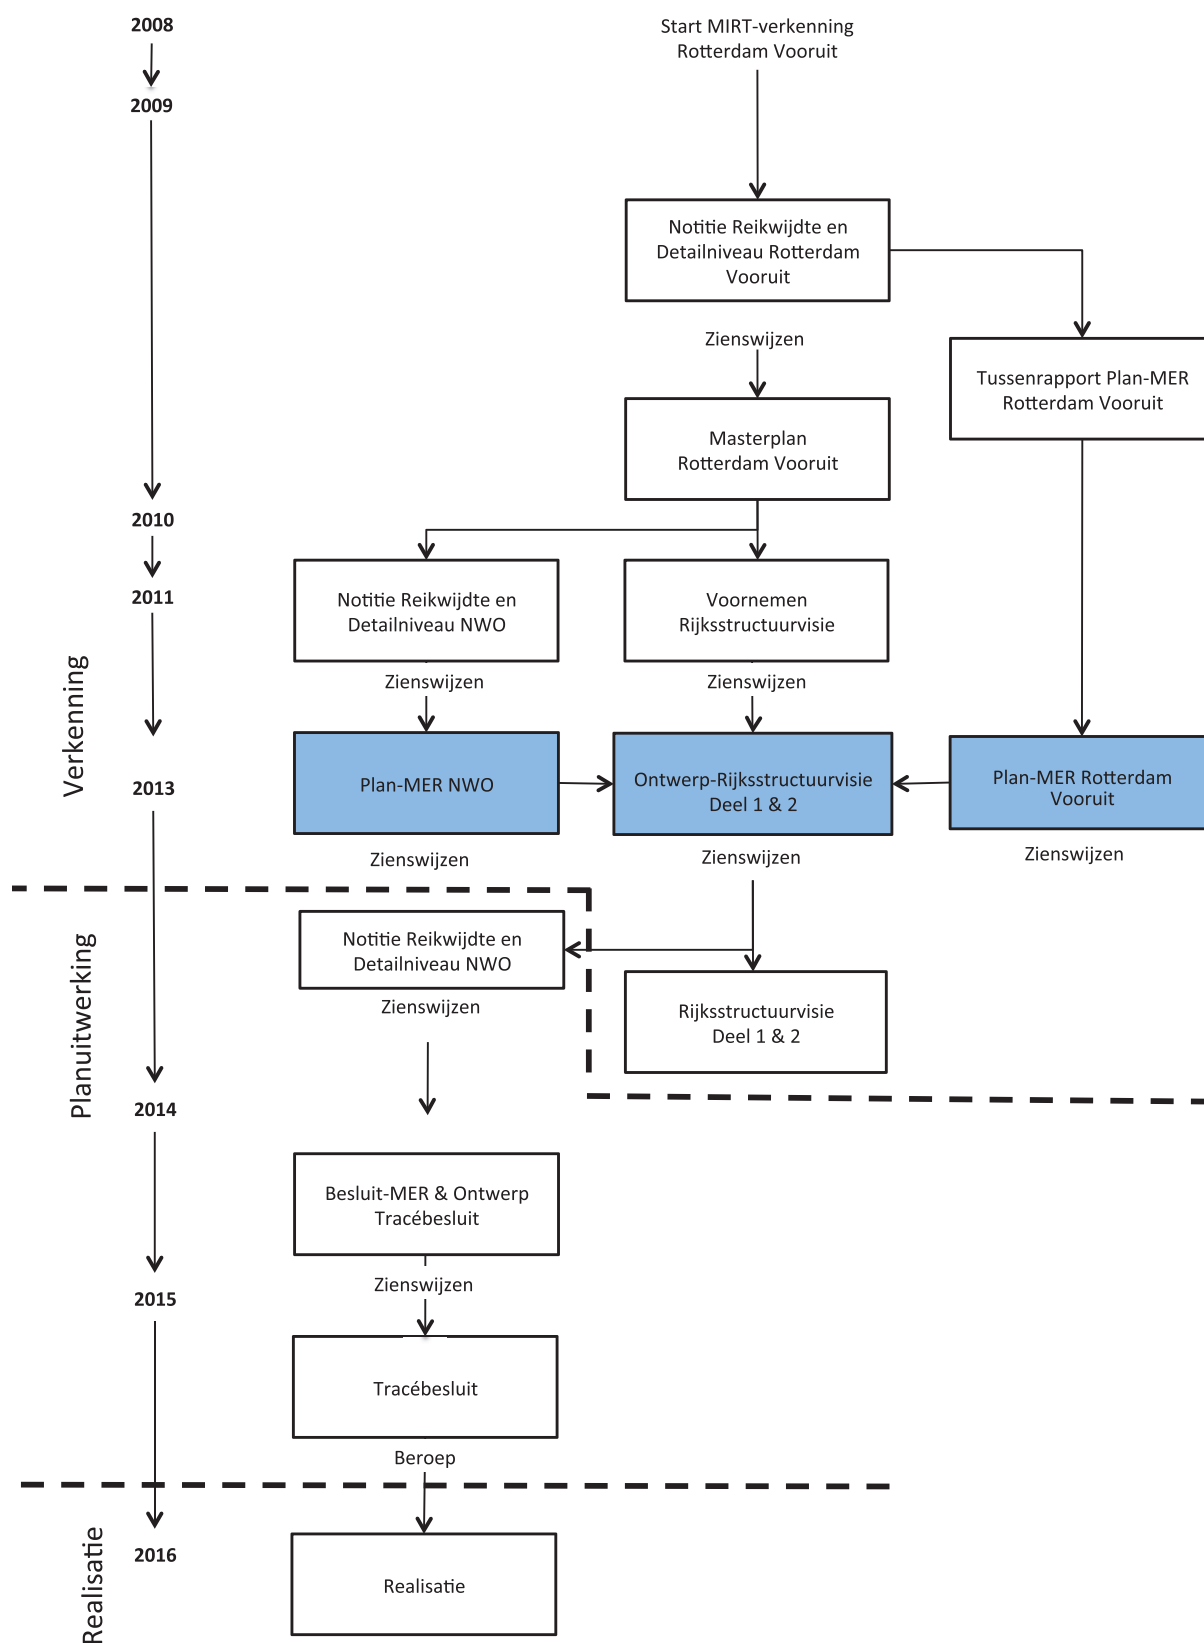 2008
Start MIRT-verkenning
Rotterdam Vooruit
2009
Notitie Reikwijdte en
Detailniveau Rotterdam
Vooruit
Zienswijzen
Tussenrapport Plan-MER
Rotterdam Vooruit
Masterplan
Rotterdam Vooruit
2010
2011
Notitie Reikwijdte en
Detailniveau NWO
Voornemen
Rijksstructuurvisie
Zienswijzen
Zienswijzen
Verkenning
2013
Plan-MER NWO
Ontwerp-Rijksstructuurvisie
Deel 1 & 2
Plan-MER Rotterdam
Vooruit
Zienswijzen
Zienswijzen
Zienswijzen
Planuitwerking
Notitie Reikwijdte en
Detailniveau NWO
Zienswijzen
Rijksstructuurvisie
Deel 1 & 2
2014
Besluit-MER & Ontwerp
Tracébesluit
Zienswijzen
2015
Tracébesluit
Beroep
Realisatie
2016
Realisatie